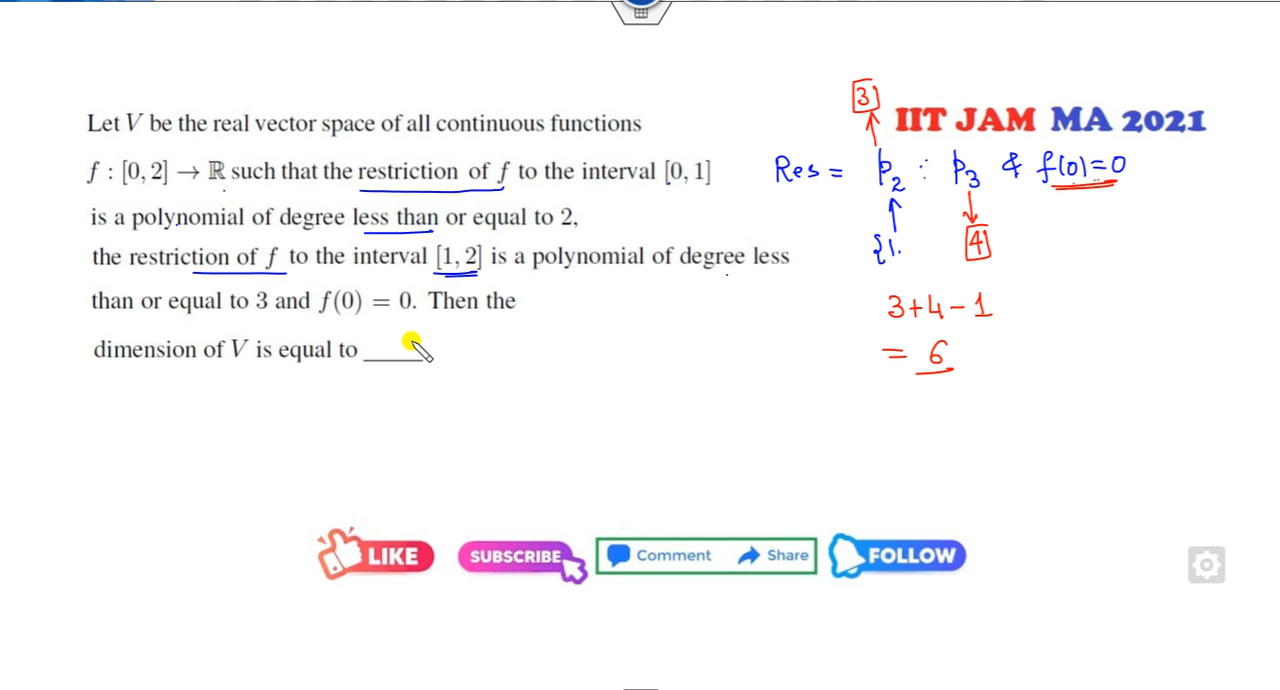 IIT JAM MA 2021
Let V be the real vector space of all continuous functions
f : [0, 2] → ℝ such that the restriction of f to the interval [0, 1]
is a polynomial of degree less than or equal to 2,
the restriction of f to the interval [1, 2] is a polynomial of degree less
than or equal to 3 and f(0) = 0. Then the
dimension of V is equal to ____
3
Res = p₂ : p₃ & f(0)=0
{1.
4
3+4-1
= 6
LIKE
SUBSCRIBE
Comment
Share
FOLLOW